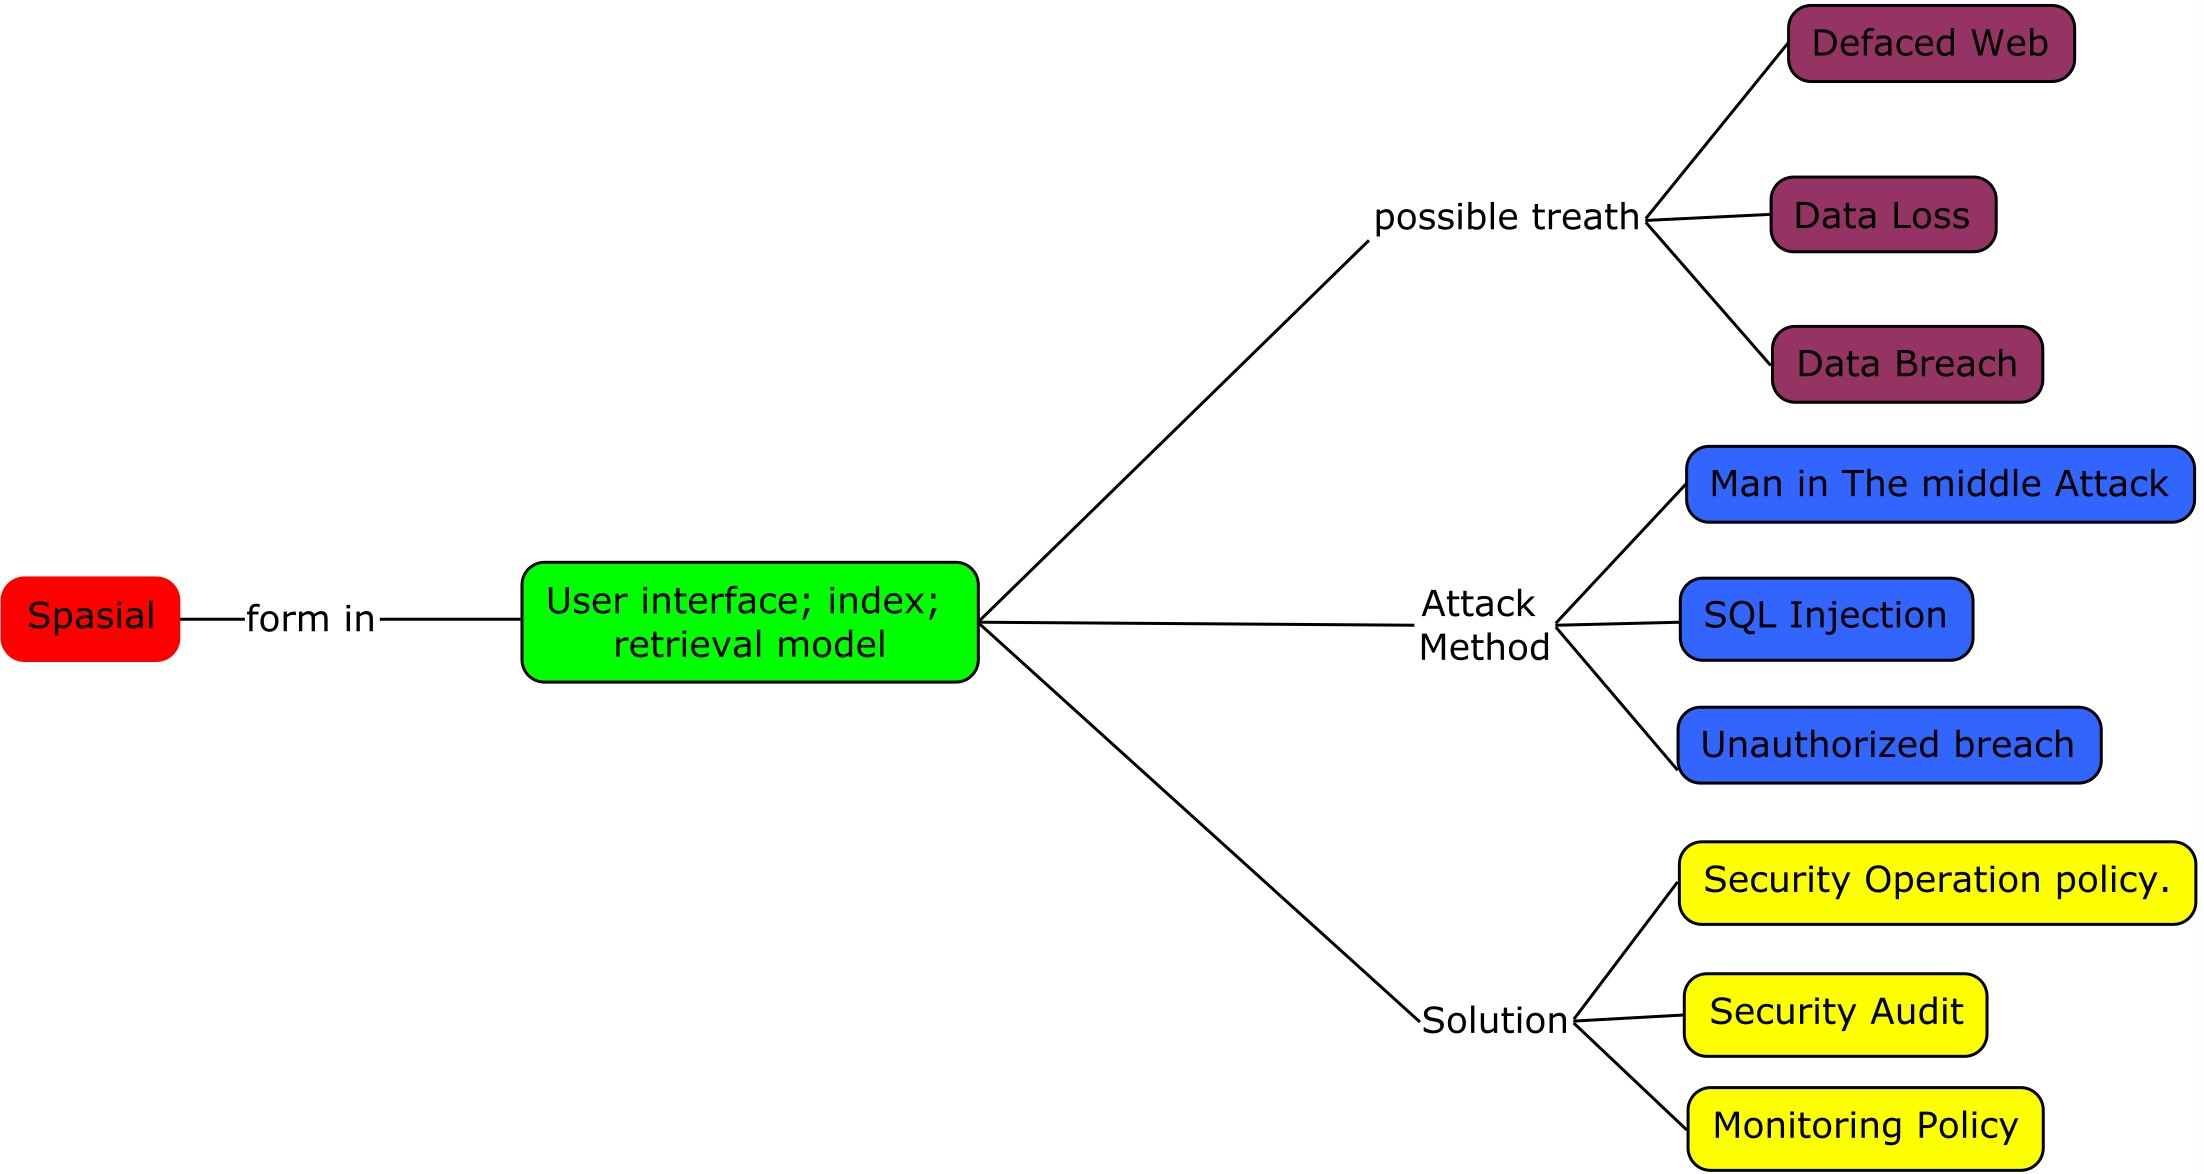 Spasial
form in
User interface; index;
retrieval model
possible treath
Defaced Web
Data Loss
Data Breach
Attack
Method
Man in The middle Attack
SQL Injection
Unauthorized breach
Solution
Security Operation policy.
Security Audit
Monitoring Policy